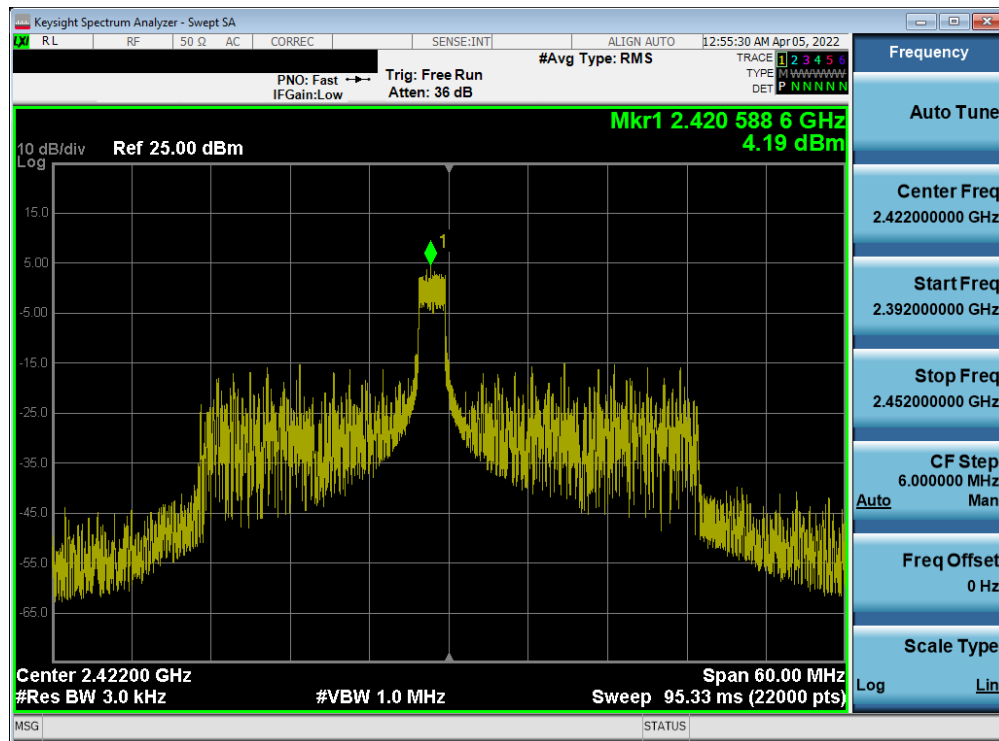 Keysight Spectrum Analyzer - Swept SA
LXI RL RF 50 Ω AC CORREC SENSE:INT ALIGN AUTO 12:55:30 AM Apr 05, 2022
#Avg Type: RMS
TRACE 1 2 3 4 5 6
TYPE M WWWWW
DET P N N N N N
PNO: Fast
IFGain:Low
Trig: Free Run
Atten: 36 dB
Mkr1 2.420 588 6 GHz
4.19 dBm
10 dB/div
Log
Ref 25.00 dBm
1
15.0
5.00
-5.00
-15.0
-25.0
-35.0
-45.0
-55.0
-65.0
Center 2.42200 GHz
Span 60.00 MHz
#Res BW 3.0 kHz
#VBW 1.0 MHz
Sweep 95.33 ms (22000 pts)
MSG
STATUS
Frequency
Auto Tune
Center Freq
2.422000000 GHz
Start Freq
2.392000000 GHz
Stop Freq
2.452000000 GHz
CF Step
6.000000 MHz
Auto Man
Freq Offset
0 Hz
Scale Type
Log Lin